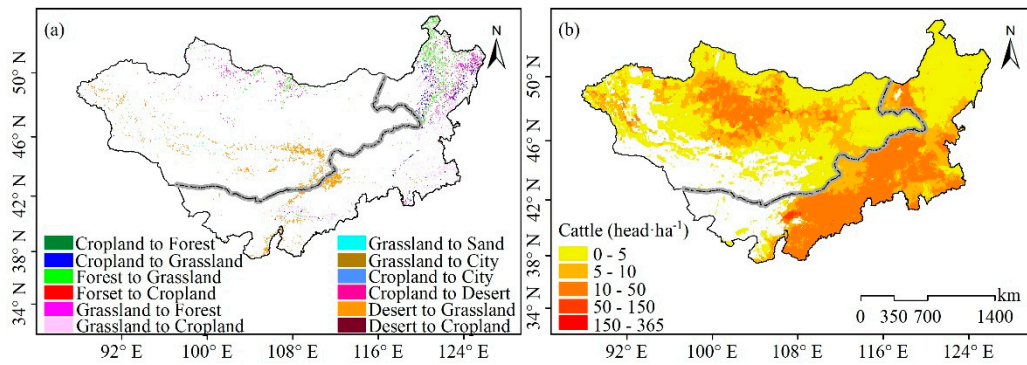 (a)
N
50° N
46° N
42° N
38° N
34° N
Cropland to Forest
Cropland to Grassland
Forest to Grassland
Forset to Cropland
Grassland to Forest
Grassland to Cropland
Grassland to Sand
Grassland to City
Cropland to City
Cropland to Desert
Desert to Grassland
Desert to Cropland
92° E
100° E
108° E
116° E
124° E
(b)
N
50° N
46° N
42° N
38° N
34° N
Cattle (head·ha⁻¹)
0 - 5
5 - 10
10 - 50
50 - 150
150 - 365
km
0 350 700 1400
92° E
100° E
108° E
116° E
124° E